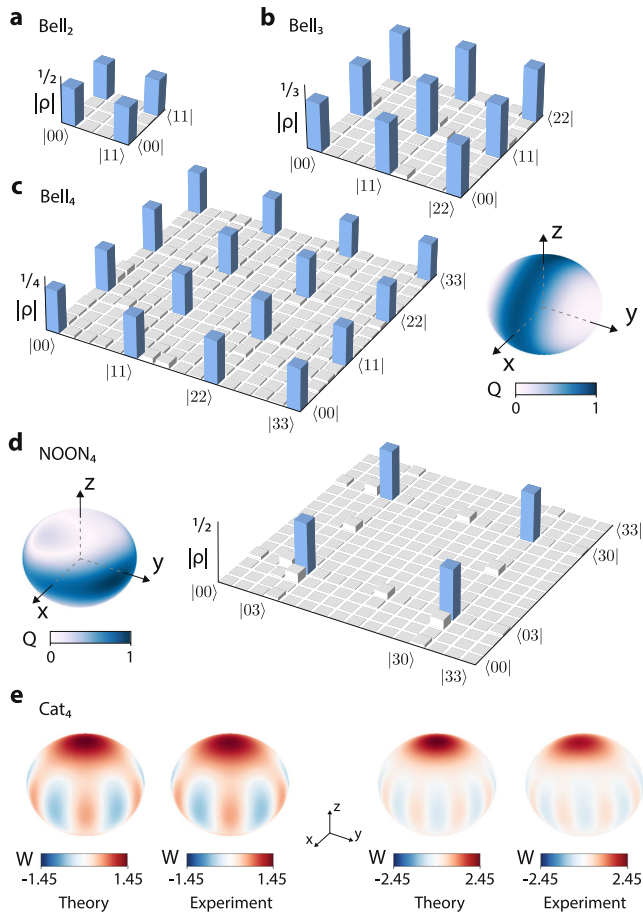 a Bell₂
1/2
|ρ|
|00⟩
|11⟩
⟨00|
⟨11|
b Bell₃
1/3
|ρ|
|00⟩
|11⟩
|22⟩
⟨00|
⟨11|
⟨22|
c Bell₄
1/4
|ρ|
|00⟩
|11⟩
|22⟩
|33⟩
⟨00|
⟨11|
⟨22|
⟨33|
z
y
x
Q
0 1
d NOON₄
z
y
x
Q
0 1
1/2
|ρ|
|00⟩
|03⟩
|30⟩
|33⟩
⟨00|
⟨03|
⟨30|
⟨33|
e Cat₄
z
x y
W W W W
-1.45 1.45 -1.45 1.45 -2.45 2.45 -2.45 2.45
Theory Experiment Theory Experiment